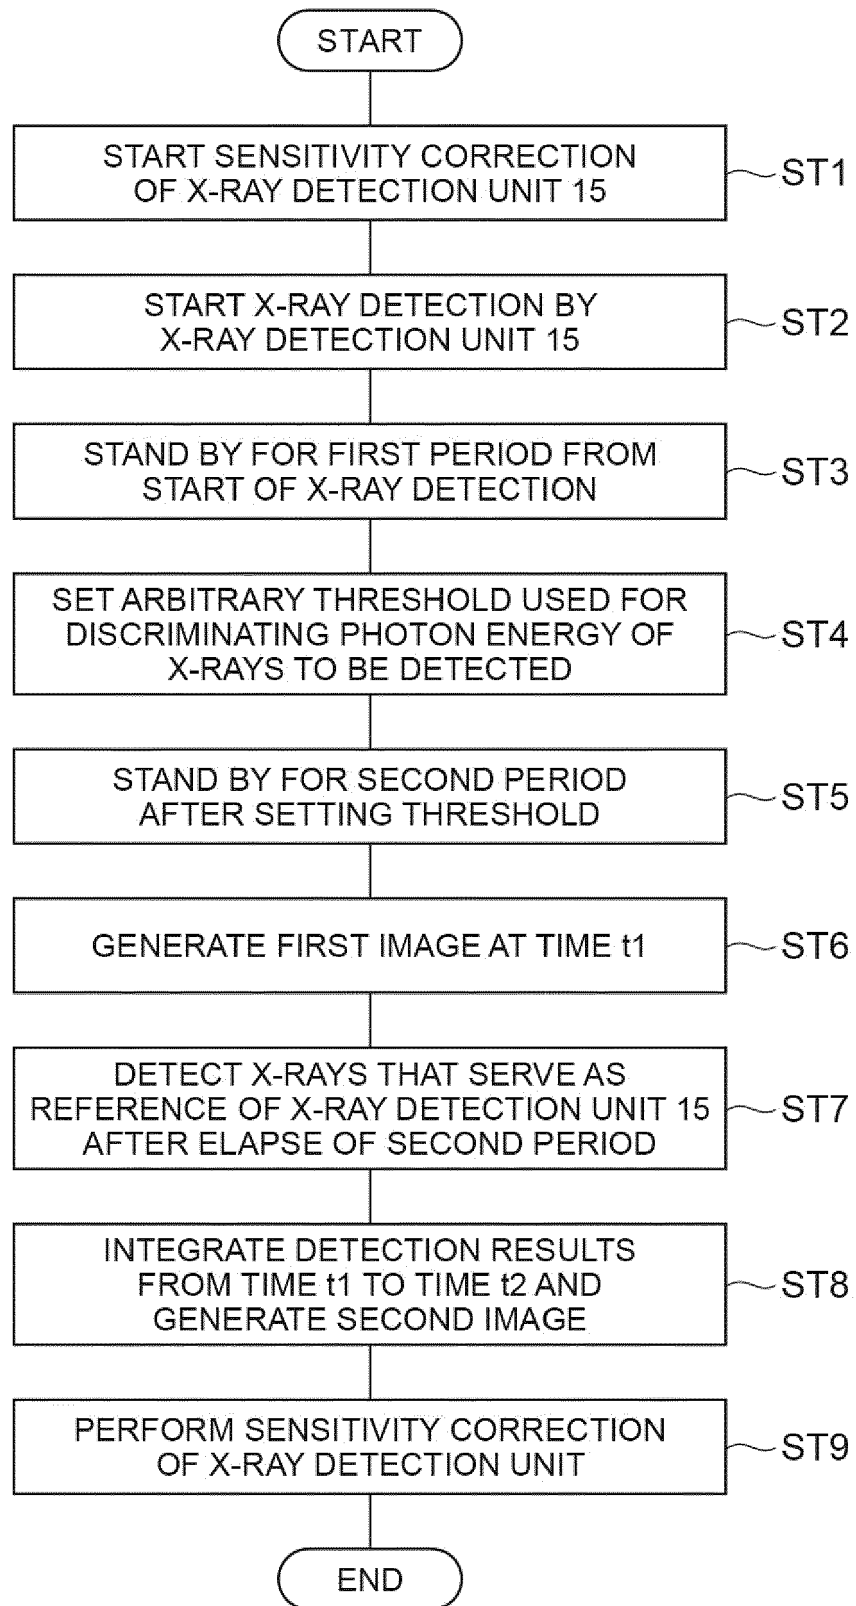 START
START SENSITIVITY CORRECTION
OF X-RAY DETECTION UNIT 15
ST1
START X-RAY DETECTION BY
X-RAY DETECTION UNIT 15
ST2
STAND BY FOR FIRST PERIOD FROM
START OF X-RAY DETECTION
ST3
SET ARBITRARY THRESHOLD USED FOR
DISCRIMINATING PHOTON ENERGY OF
X-RAYS TO BE DETECTED
ST4
STAND BY FOR SECOND PERIOD
AFTER SETTING THRESHOLD
ST5
GENERATE FIRST IMAGE AT TIME t1
ST6
DETECT X-RAYS THAT SERVE AS
REFERENCE OF X-RAY DETECTION UNIT 15
AFTER ELAPSE OF SECOND PERIOD
ST7
INTEGRATE DETECTION RESULTS
FROM TIME t1 TO TIME t2 AND
GENERATE SECOND IMAGE
ST8
PERFORM SENSITIVITY CORRECTION
OF X-RAY DETECTION UNIT
ST9
END